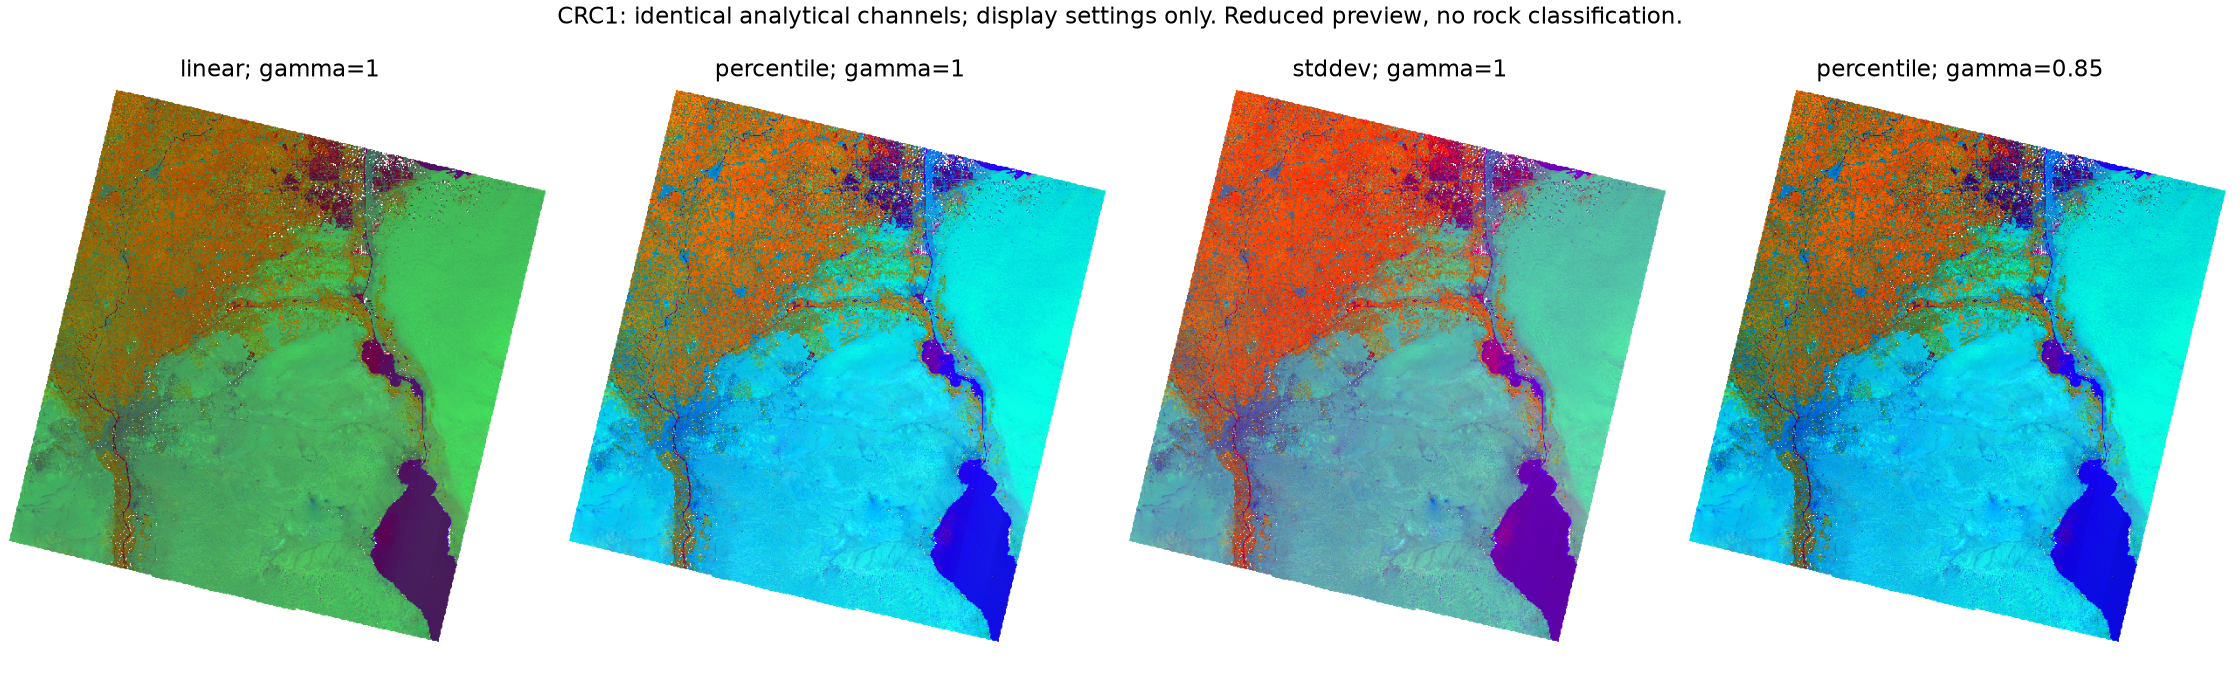 CRC1: identical analytical channels; display settings only. Reduced preview, no rock classification.
linear; gamma=1
percentile; gamma=1
stddev; gamma=1
percentile; gamma=0.85